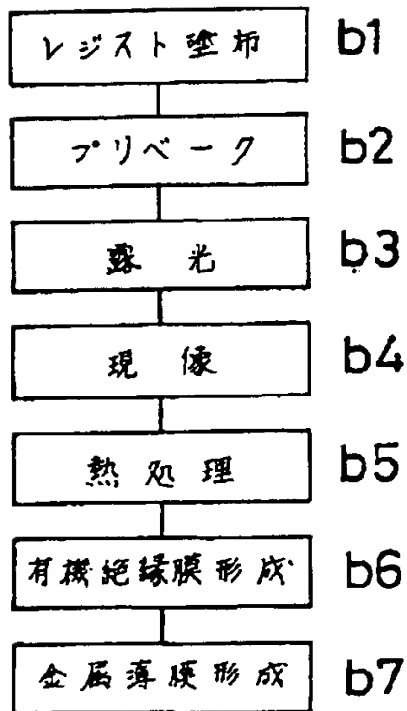 レジスト塗布 b1
プリベーク b2
露光 b3
現像 b4
熱処理 b5
有機絶縁膜形成 b6
金属薄膜形成 b7